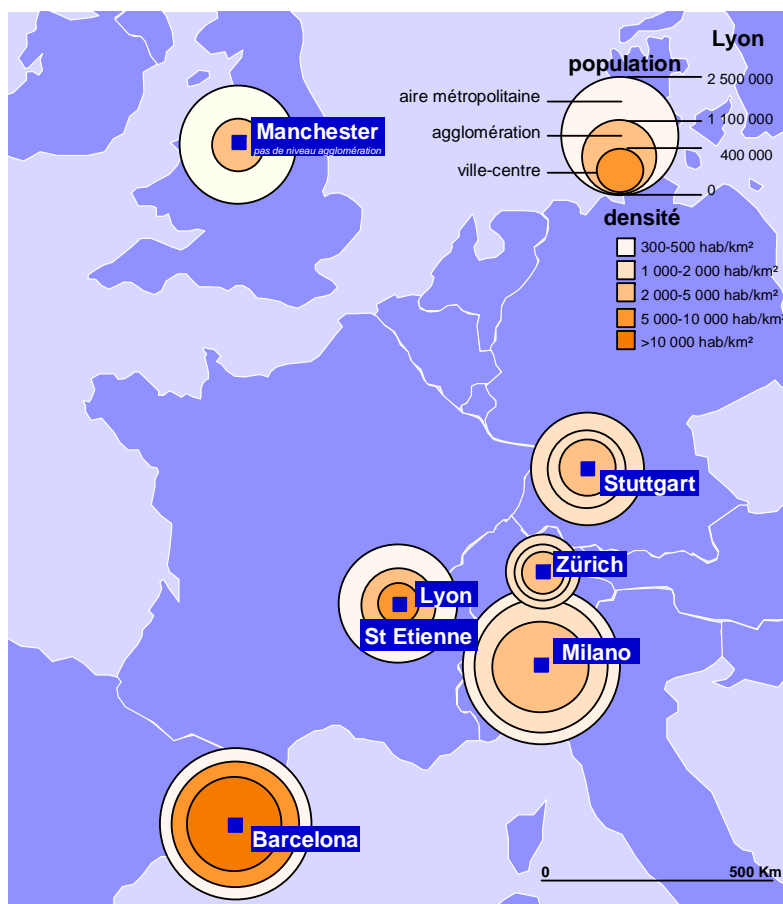 Lyon
population
2 500 000
aire métropolitaine
1 100 000
agglomération
400 000
ville-centre
0
densité
300-500 hab/km²
1 000-2 000 hab/km²
2 000-5 000 hab/km²
5 000-10 000 hab/km²
>10 000 hab/km²
Manchester
pas de niveau agglomération
Stuttgart
Zürich
Lyon
St Etienne
Milano
Barcelona
0
500 Km